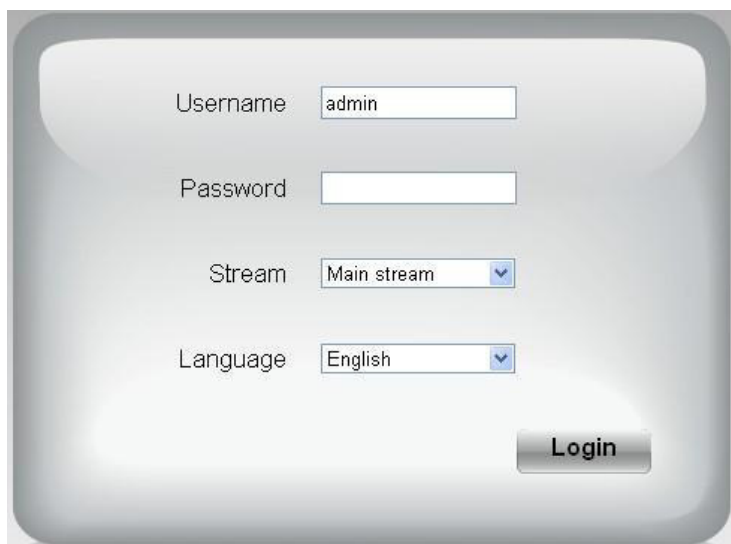 Username admin
Password
Stream Main stream
Language English
Login